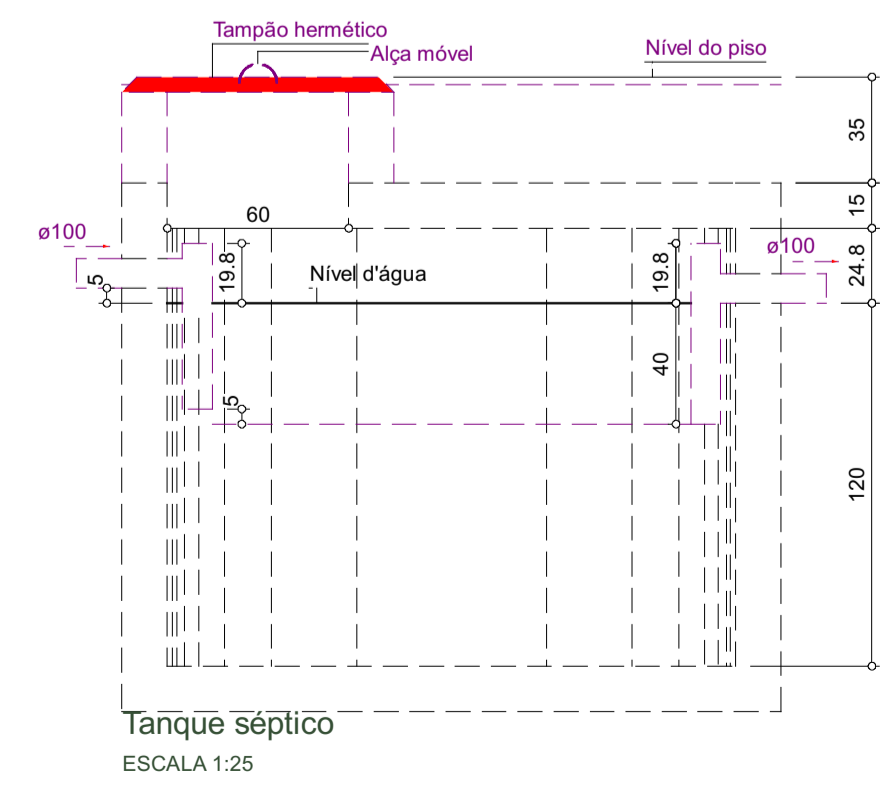 Tampão hermético
Alça móvel
Nível do piso
35
15
60
ø100
ø100
19.8
19.8
24.8
Nível d'água
5
40
5
120
Tanque séptico
ESCALA 1:25